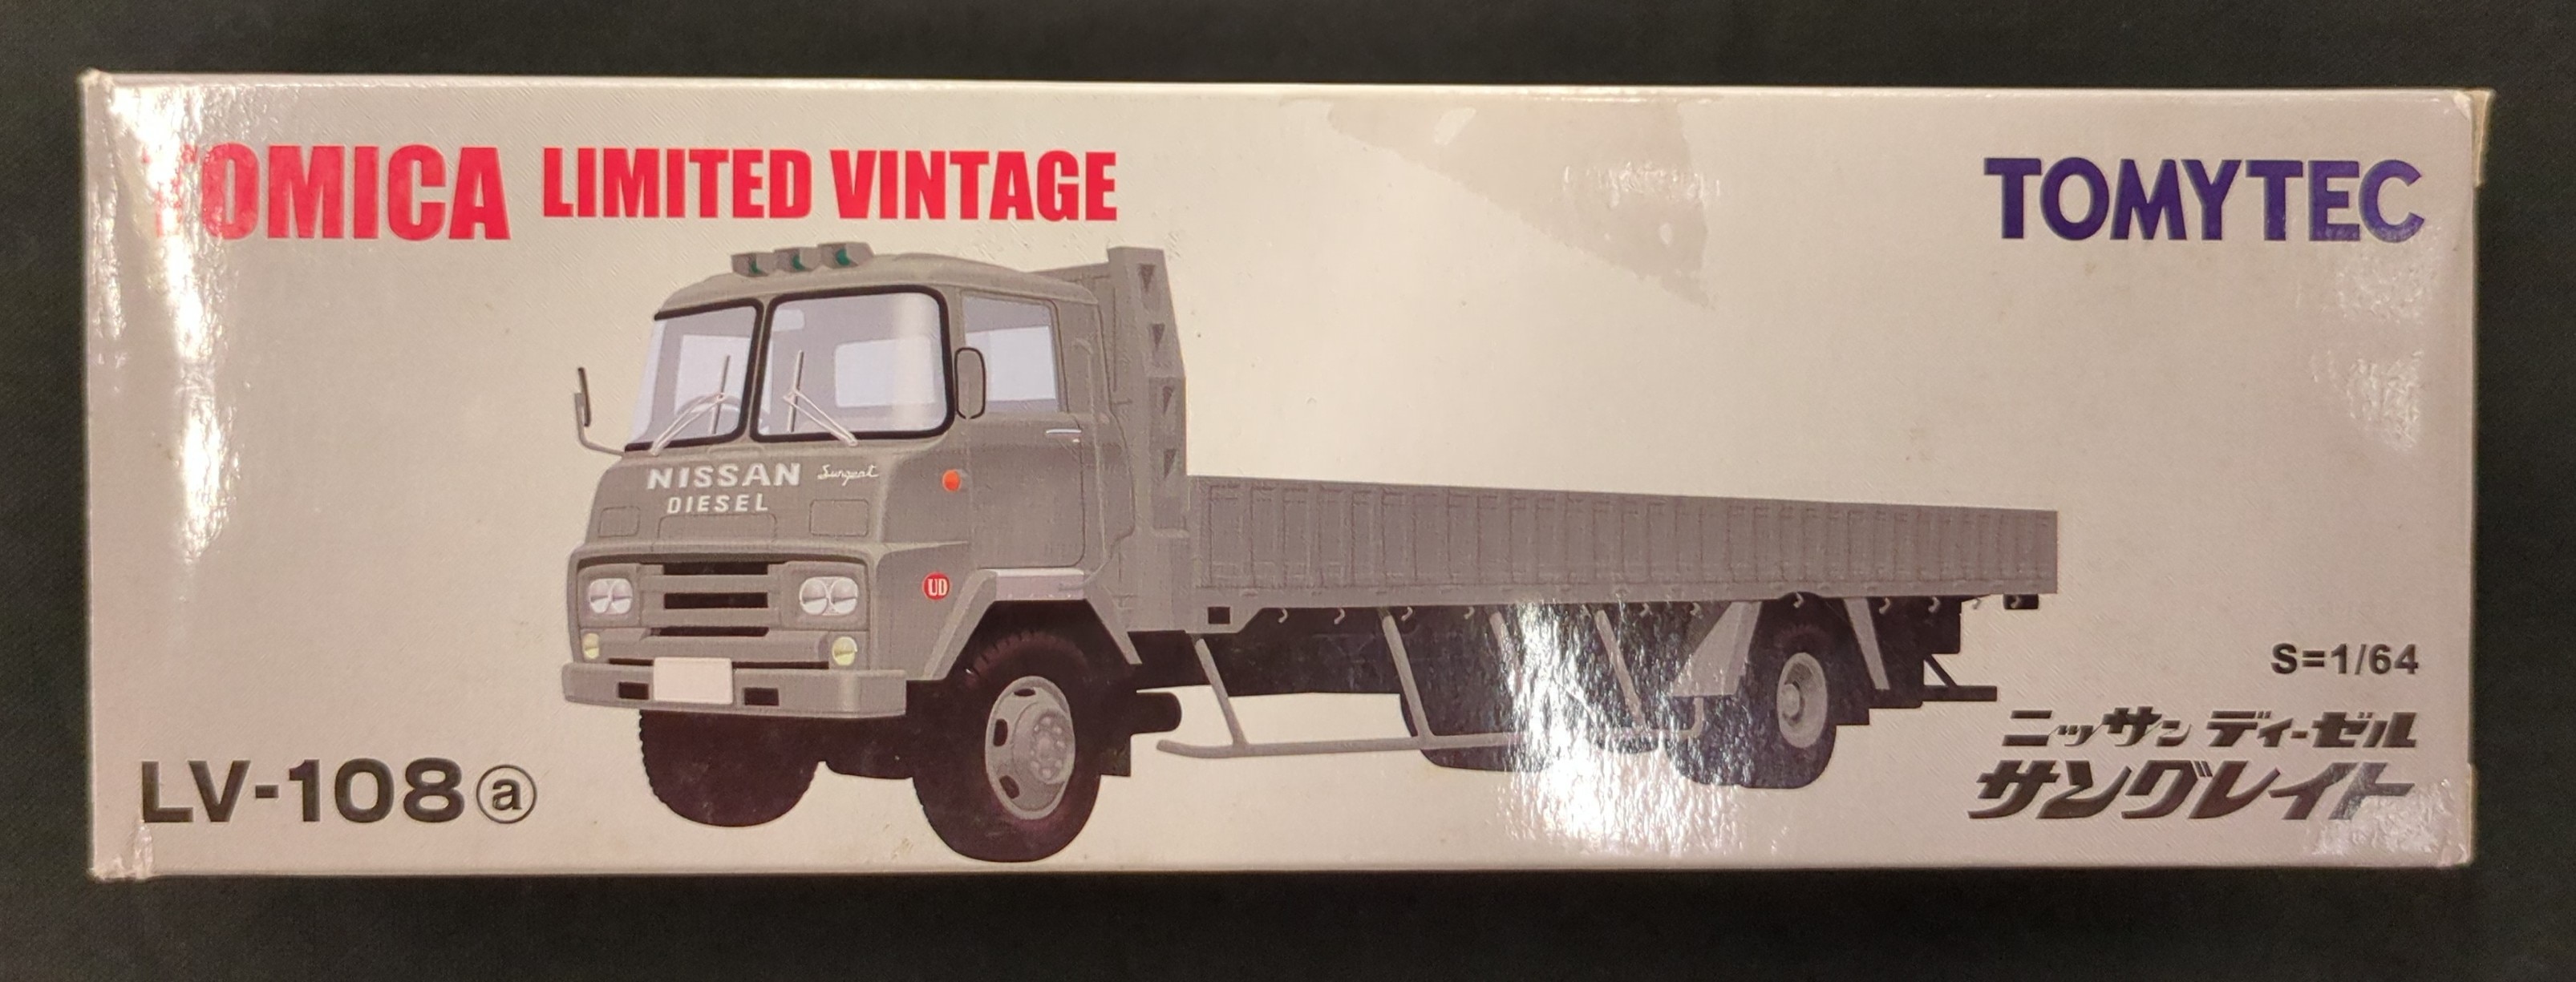 TOMICA LIMITED VINTAGE
TOMYTEC
NISSAN Sungreat
DIESEL
UD
S=1/64
ニッサン ディーゼル
サングレイト
LV-108ⓐ